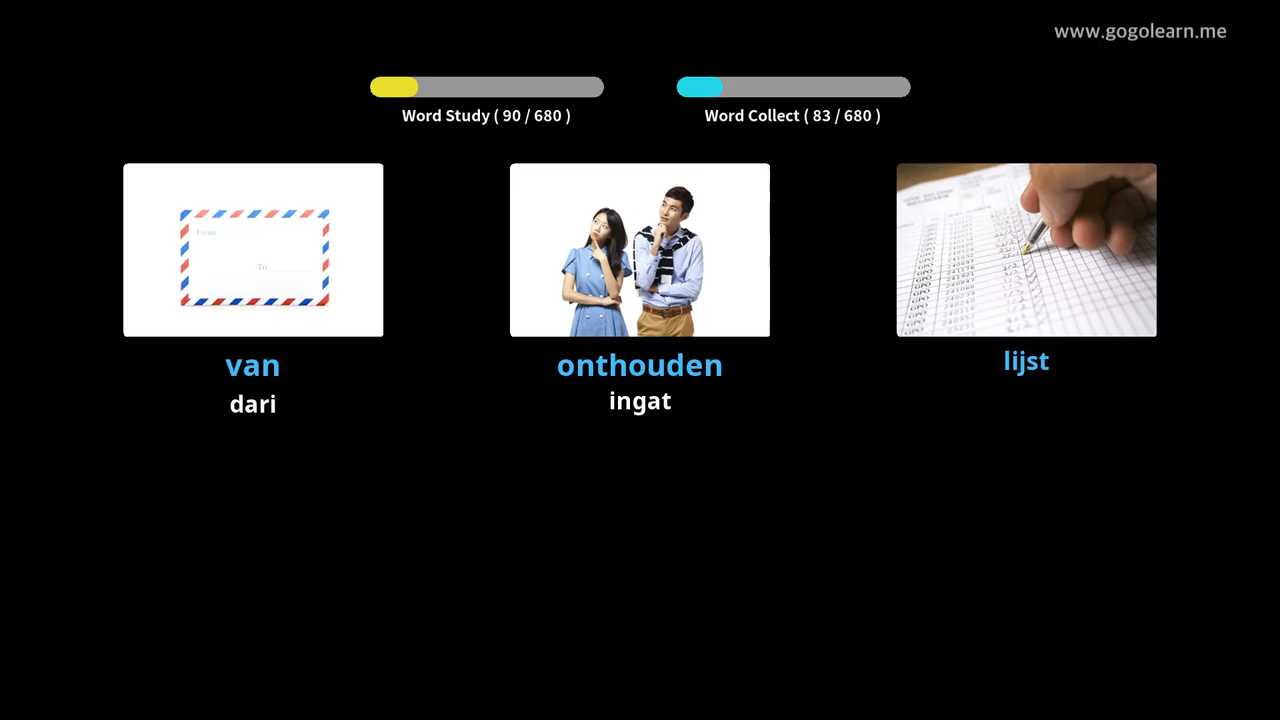 www.gogolearn.me
Word Study ( 90 / 680 )
Word Collect ( 83 / 680 )
From
To
van
onthouden
lijst
dari
ingat